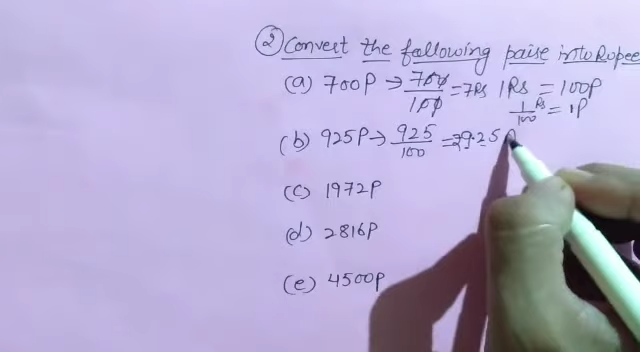 ② Convert the following paise into Rupee
(a) 700P → 700/100 = 7Rs 1Rs = 100P
1/100 Rs = 1P
(b) 925P → 925/100 = 9.25
(c) 1972P
(d) 2816P
(e) 4500P